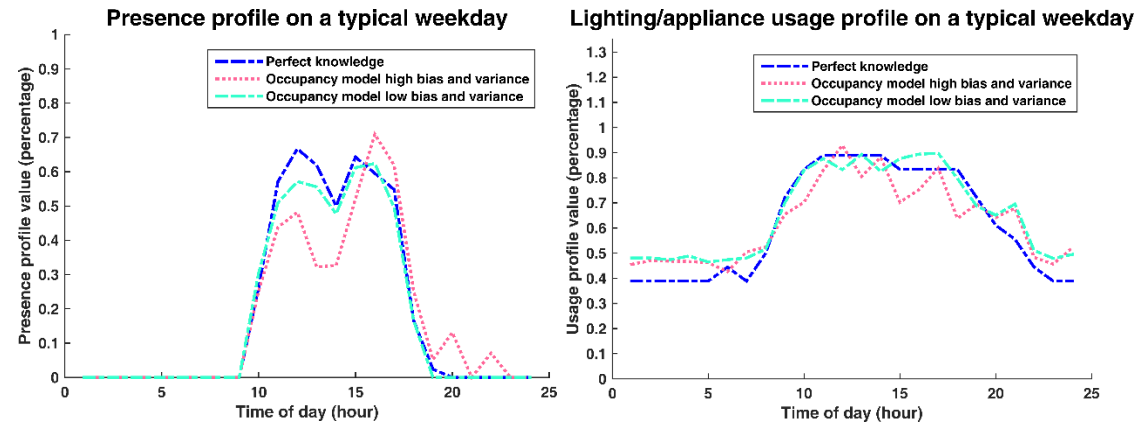 Presence profile on a typical weekday
Presence profile value (percentage)
1
0.9
0.8
0.7
0.6
0.5
0.4
0.3
0.2
0.1
0
Perfect knowledge
Occupancy model high bias and variance
Occupancy model low bias and variance
0 5 10 15 20 25
Time of day (hour)
Lighting/appliance usage profile on a typical weekday
Usage profile value (percentage)
1.3
1.2
1.1
1
0.9
0.8
0.7
0.6
0.5
0.4
0.3
0.2
0.1
0
Perfect knowledge
Occupancy model high bias and variance
Occupancy model low bias and variance
0 5 10 15 20 25
Time of day (hour)